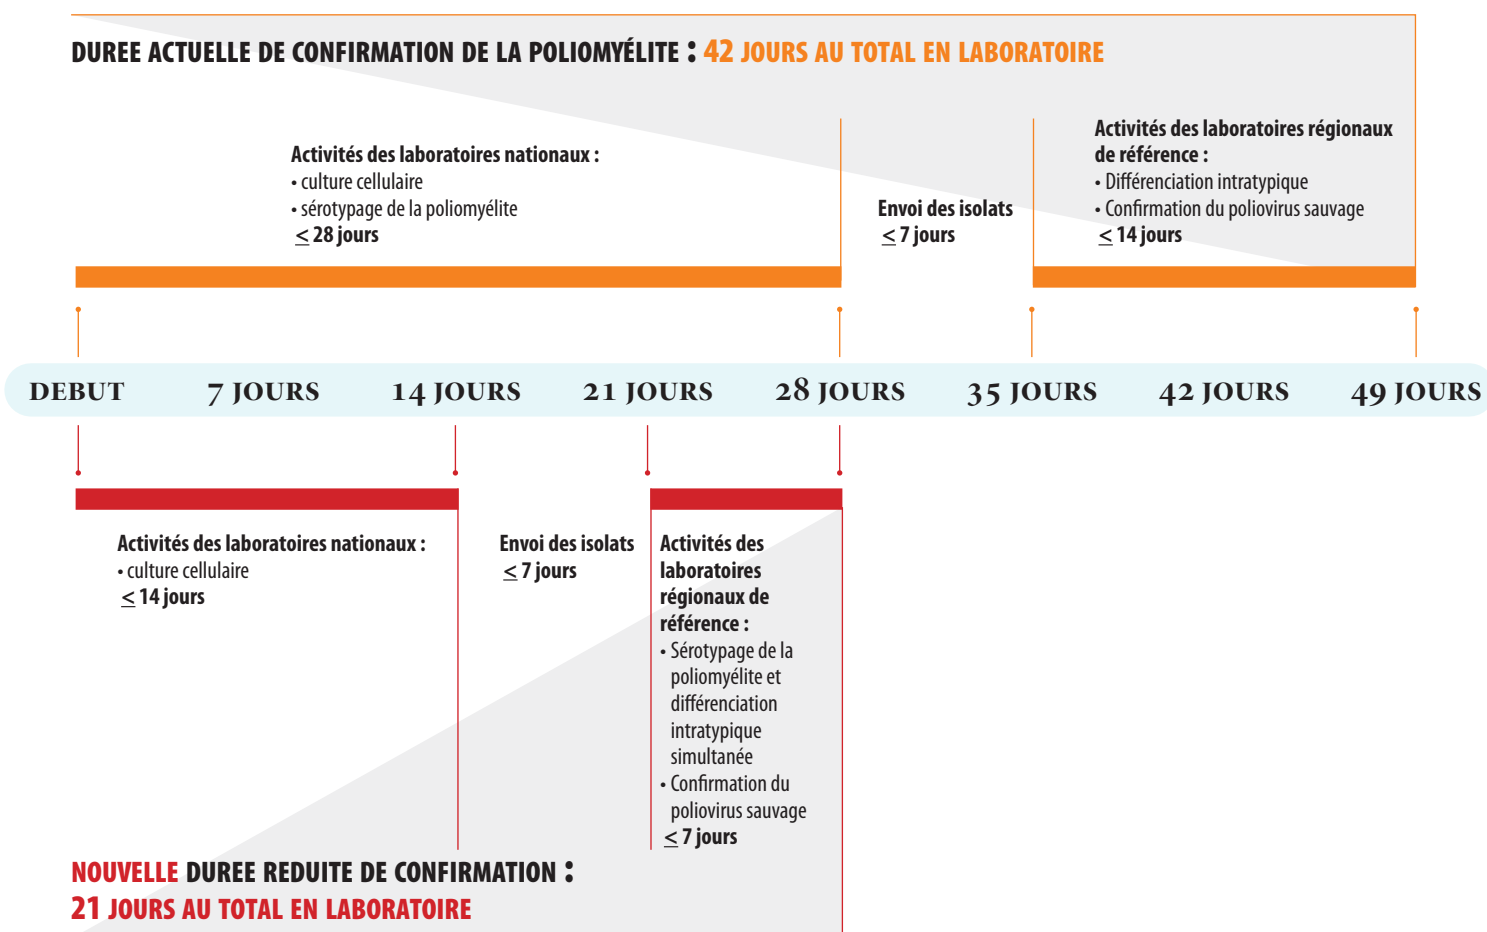 DUREE ACTUELLE DE CONFIRMATION DE LA POLIOMYÉLITE : 42 JOURS AU TOTAL EN LABORATOIRE
Activités des laboratoires nationaux :
• culture cellulaire
• sérotypage de la poliomyélite
≤ 28 jours
Envoi des isolats
≤ 7 jours
Activités des laboratoires régionaux
de référence :
• Différenciation intratypique
• Confirmation du poliovirus sauvage
≤ 14 jours
DEBUT 7 JOURS 14 JOURS 21 JOURS 28 JOURS 35 JOURS 42 JOURS 49 JOURS
Activités des laboratoires nationaux :
• culture cellulaire
≤ 14 jours
Envoi des isolats
≤ 7 jours
Activités des
laboratoires
régionaux de
référence :
• Sérotypage de la
poliomyélite et
différenciation
intratypique
simultanée
• Confirmation du
poliovirus sauvage
≤ 7 jours
NOUVELLE DUREE REDUITE DE CONFIRMATION :
21 JOURS AU TOTAL EN LABORATOIRE